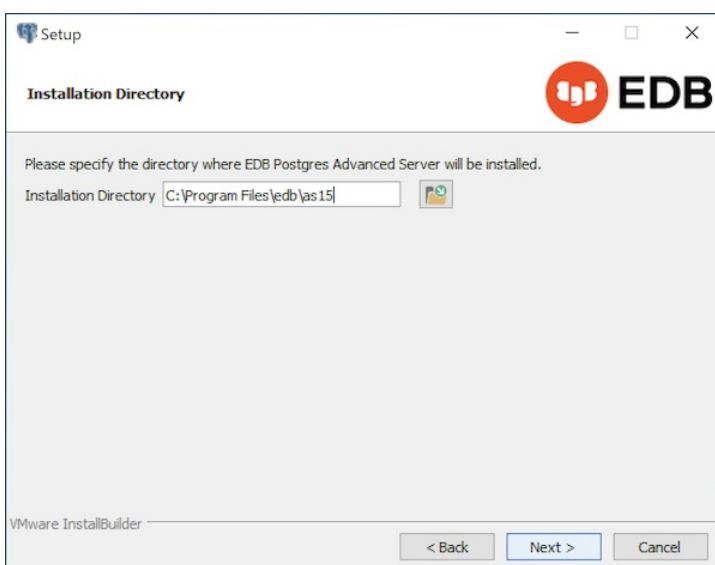 Setup
Installation Directory
EDB
Please specify the directory where EDB Postgres Advanced Server will be installed.
Installation Directory C:\Program Files\edb\as15
VMware InstallBuilder
< Back Next > Cancel